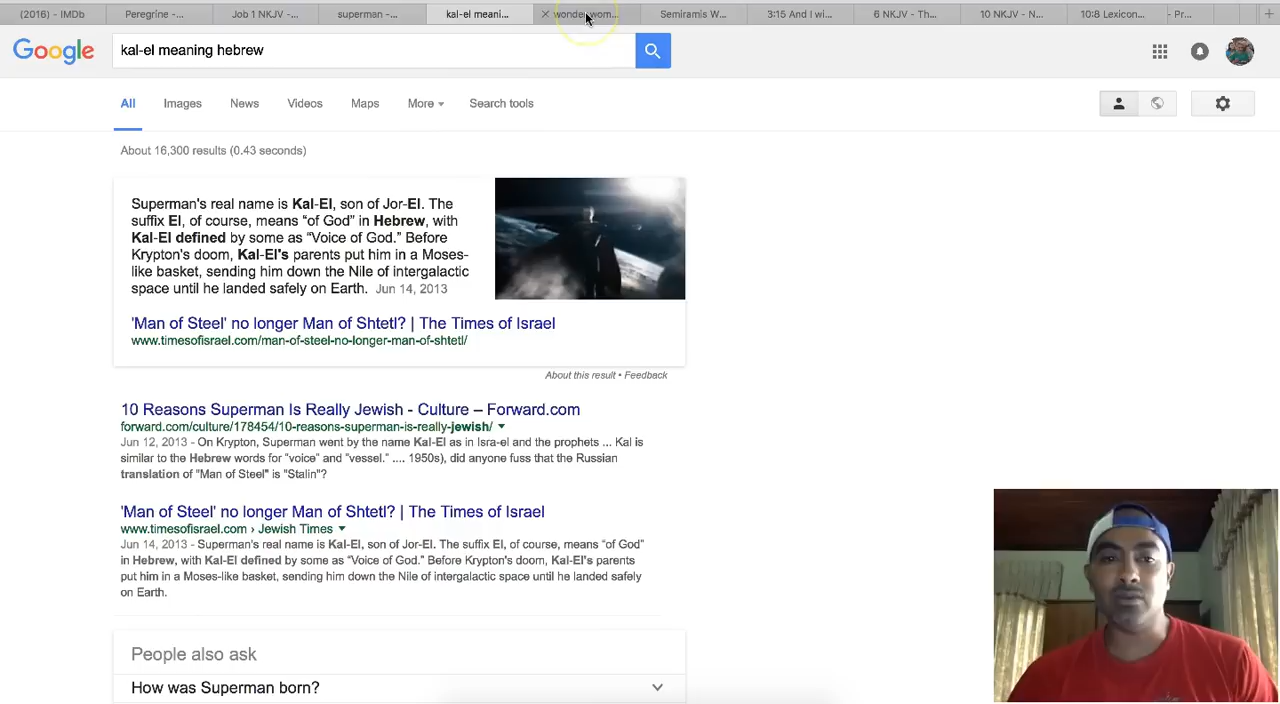 (2016) - IMDb
Peregrine -...
Job 1 NKJV -...
superman -...
kal-el meani...
wonder wom...
Semiramis W...
3:15 And I wi...
6 NKJV - Th...
10 NKJV - N...
10:8 Lexicon...
- Pr...
Google
kal-el meaning hebrew
All
Images
News
Videos
Maps
More
Search tools
About 16,300 results (0.43 seconds)
Superman's real name is Kal-El, son of Jor-El. The
suffix El, of course, means “of God” in Hebrew, with
Kal-El defined by some as “Voice of God.” Before
Krypton's doom, Kal-El's parents put him in a Moses-
like basket, sending him down the Nile of intergalactic
space until he landed safely on Earth. Jun 14, 2013
'Man of Steel' no longer Man of Shtetl? | The Times of Israel
www.timesofisrael.com/man-of-steel-no-longer-man-of-shtetl/
About this result • Feedback
10 Reasons Superman Is Really Jewish - Culture – Forward.com
forward.com/culture/178454/10-reasons-superman-is-really-jewish/
Jun 12, 2013 - On Krypton, Superman went by the name Kal-El as in Isra-el and the prophets ... Kal is
similar to the Hebrew words for “voice” and “vessel.” .... 1950s), did anyone fuss that the Russian
translation of "Man of Steel" is "Stalin"?
'Man of Steel' no longer Man of Shtetl? | The Times of Israel
www.timesofisrael.com › Jewish Times
Jun 14, 2013 - Superman's real name is Kal-El, son of Jor-El. The suffix El, of course, means “of God”
in Hebrew, with Kal-El defined by some as “Voice of God.” Before Krypton's doom, Kal-El's parents
put him in a Moses-like basket, sending him down the Nile of intergalactic space until he landed safely
on Earth.
People also ask
How was Superman born?